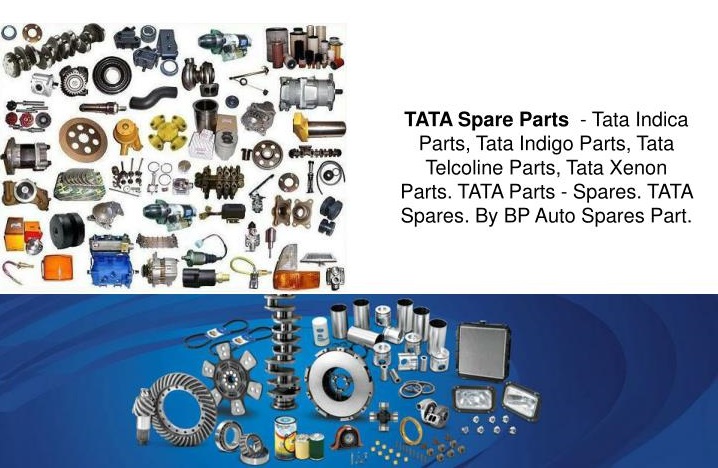 TATA Spare Parts - Tata Indica
Parts, Tata Indigo Parts, Tata
Telcoline Parts, Tata Xenon
Parts. TATA Parts - Spares. TATA
Spares. By BP Auto Spares Part.